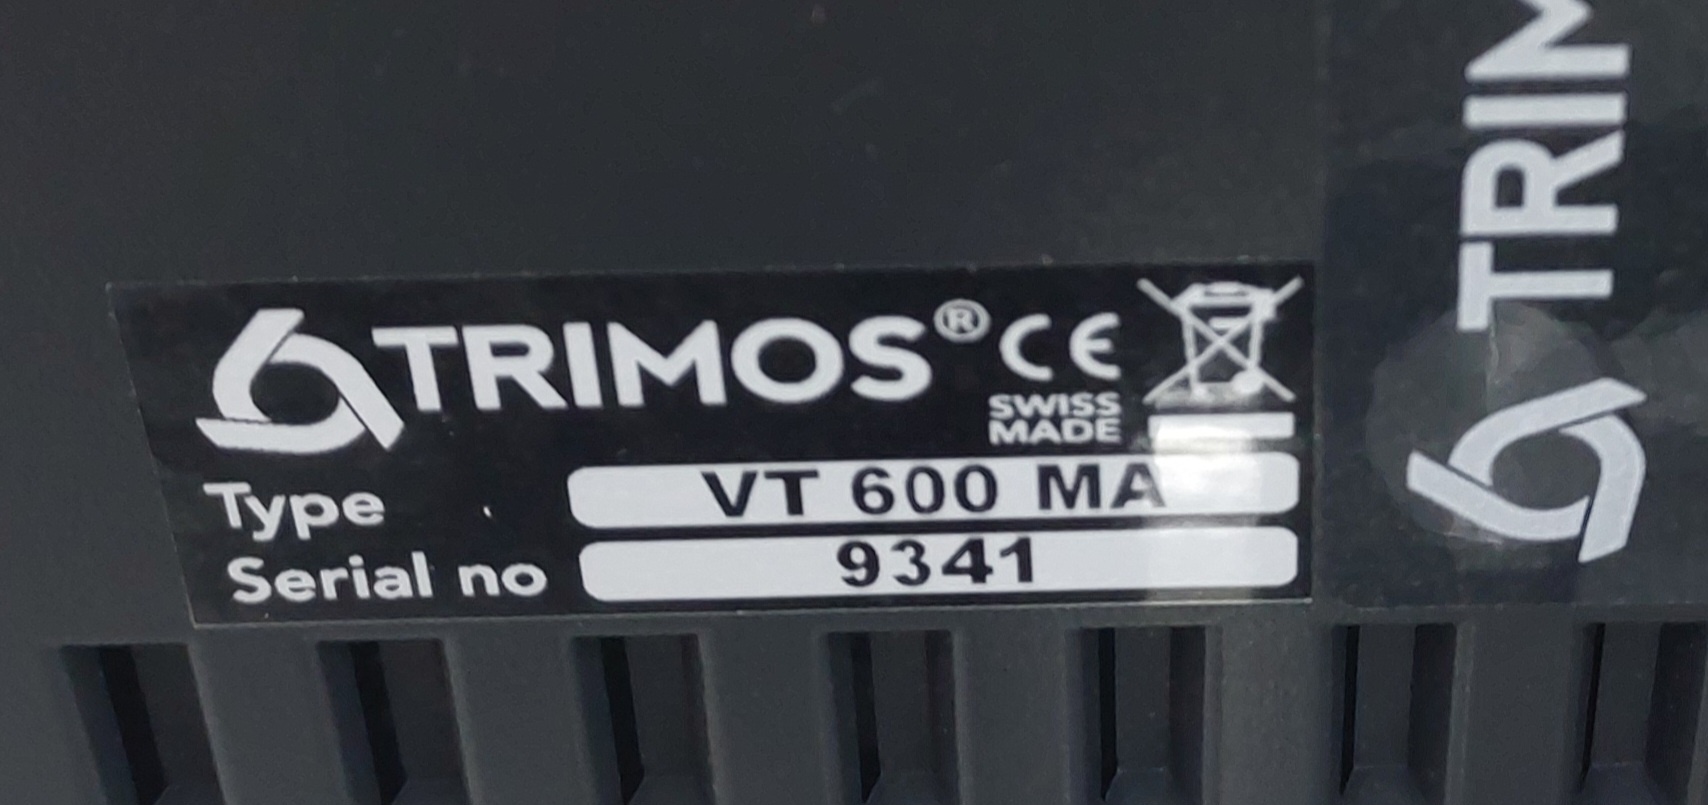 TRIMOS® CE
SWISS
MADE
Type VT 600 MA
Serial no 9341
TRIM